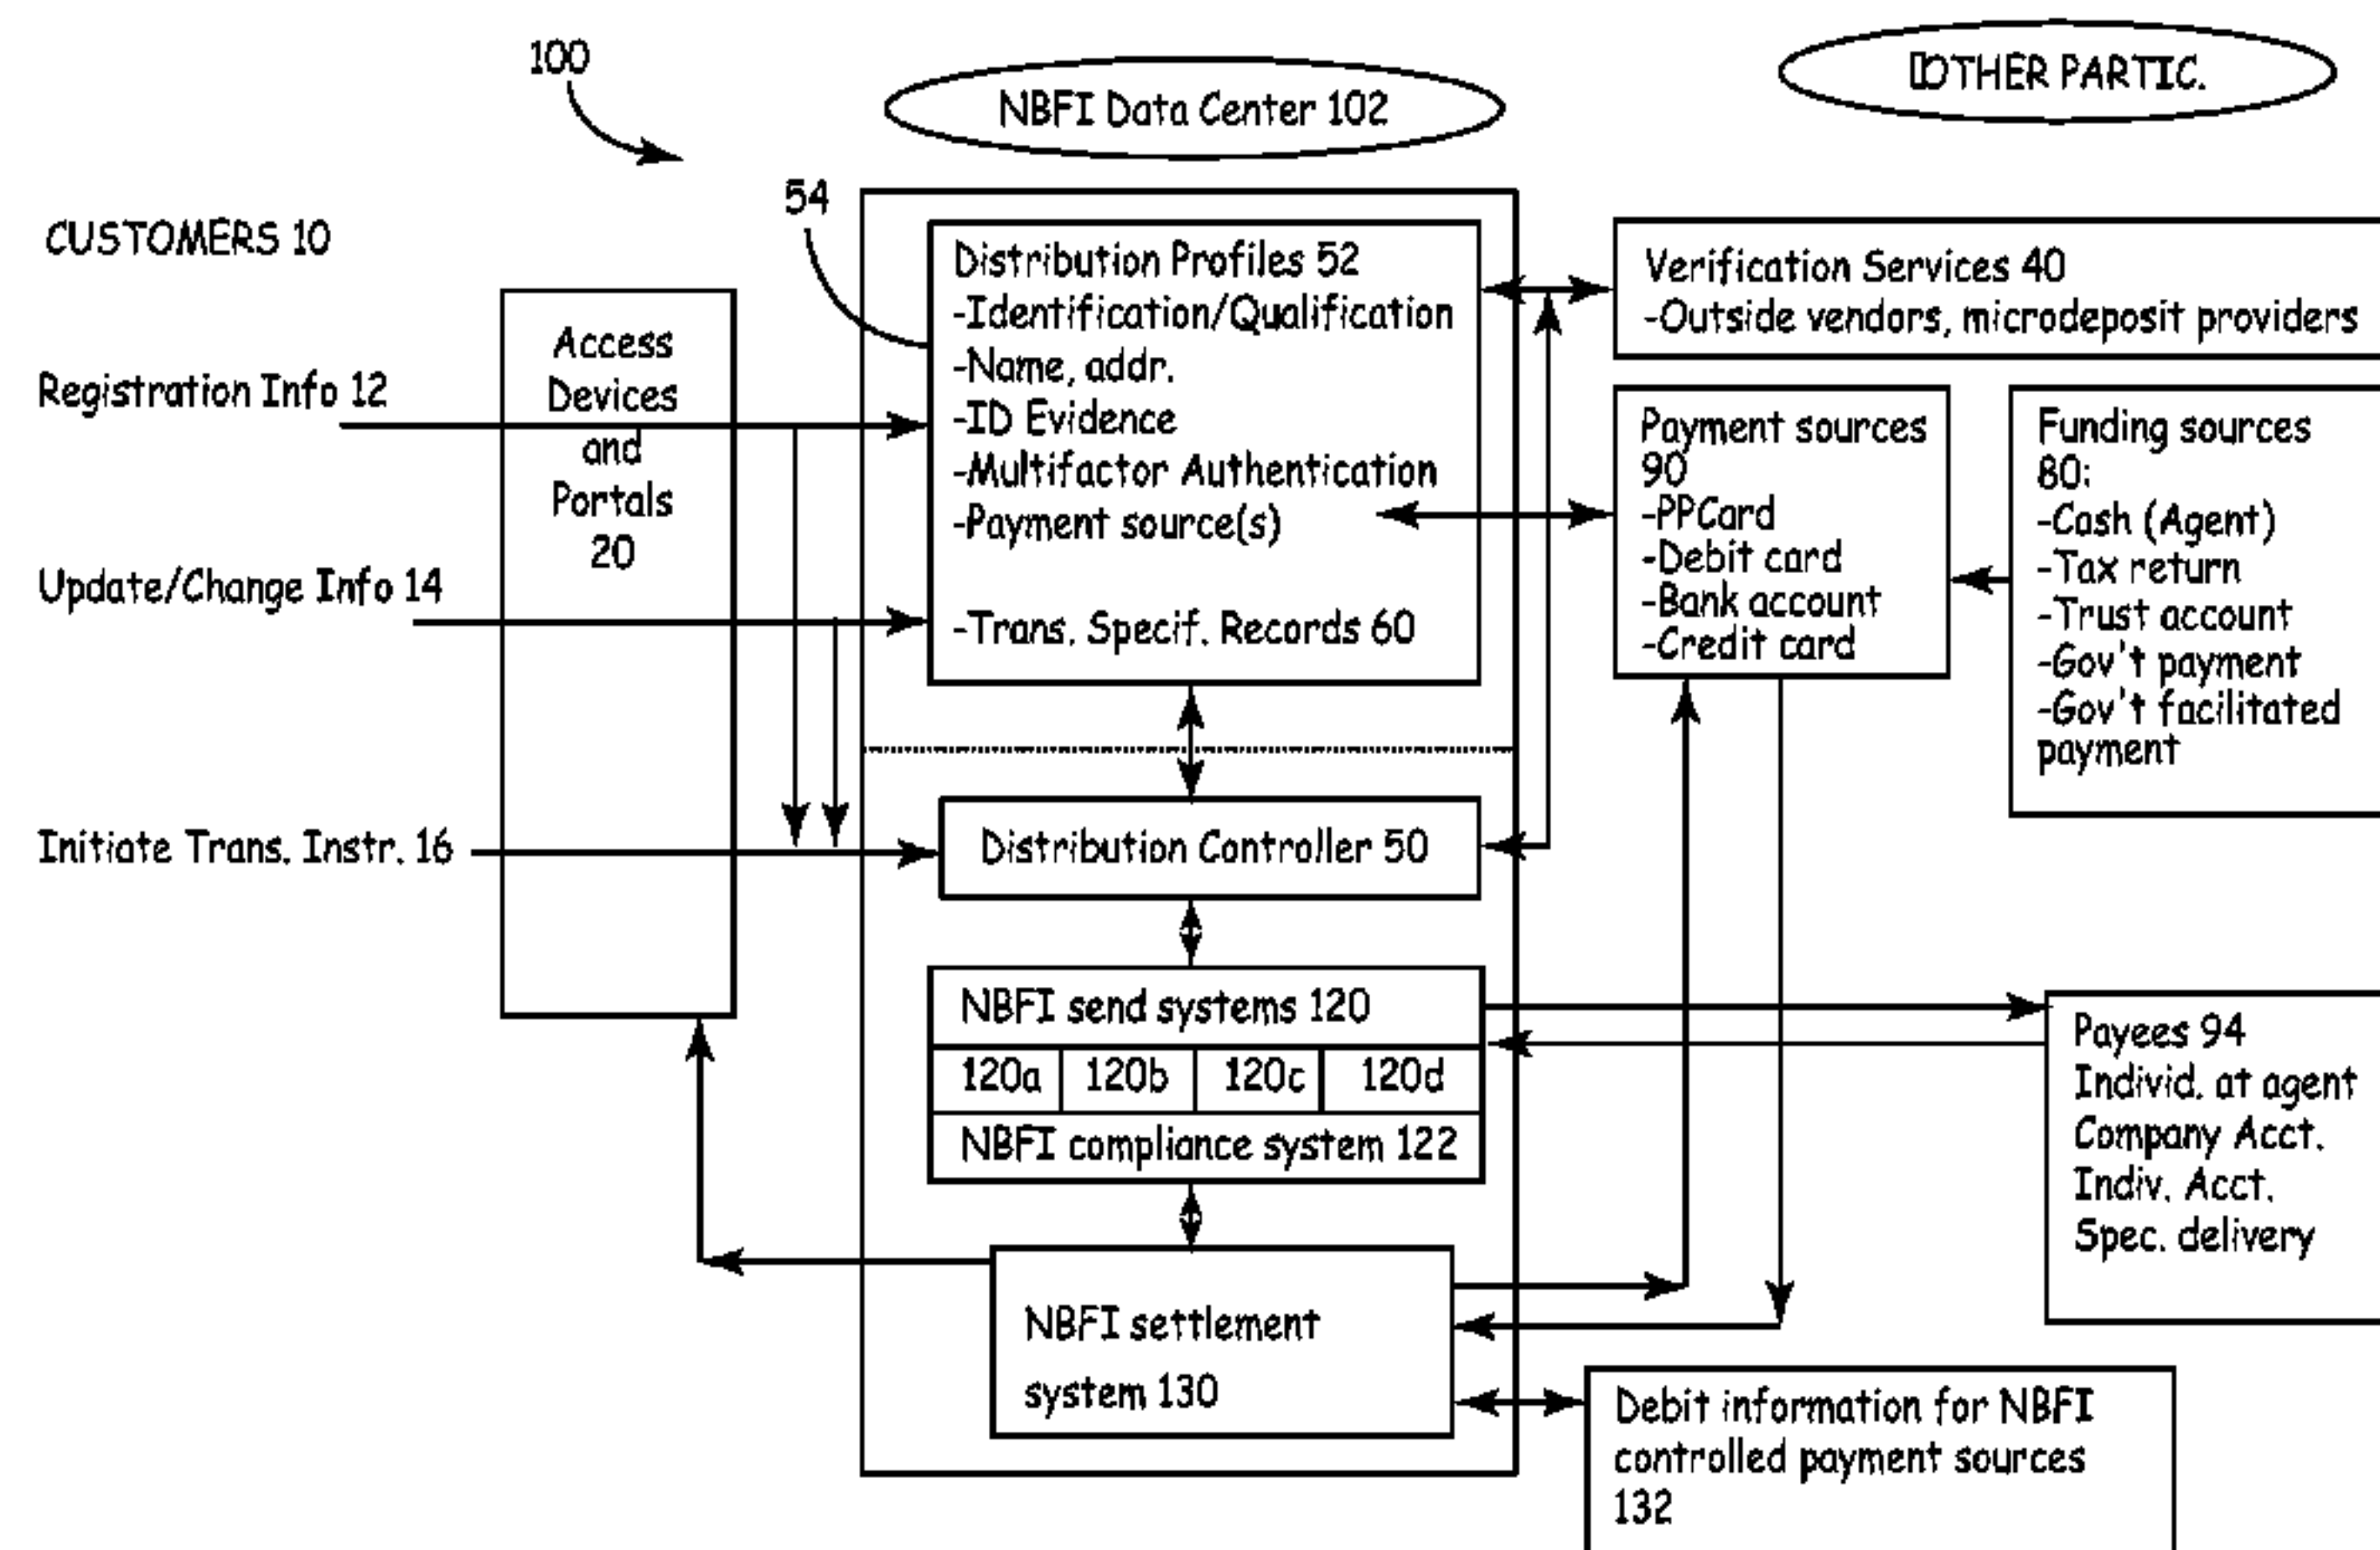 100
NBFI Data Center 102
OTHER PARTIC.
54
CUSTOMERS 10
Access
Devices
and
Portals
20
Registration Info 12
Update/Change Info 14
Initiate Trans. Instr. 16
Distribution Profiles 52
-Identification/Qualification
-Name, addr.
-ID Evidence
-Multifactor Authentication
-Payment source(s)
-Trans. Specif. Records 60
Distribution Controller 50
NBFI send systems 120
120a 120b 120c 120d
NBFI compliance system 122
NBFI settlement
system 130
Verification Services 40
-Outside vendors, microdeposit providers
Payment sources
90
-PPCard
-Debit card
-Bank account
-Credit card
Funding sources
80:
-Cash (Agent)
-Tax return
-Trust account
-Gov't payment
-Gov't facilitated
payment
Payees 94
Individ. at agent
Company Acct.
Indiv. Acct.
Spec. delivery
Debit information for NBFI
controlled payment sources
132